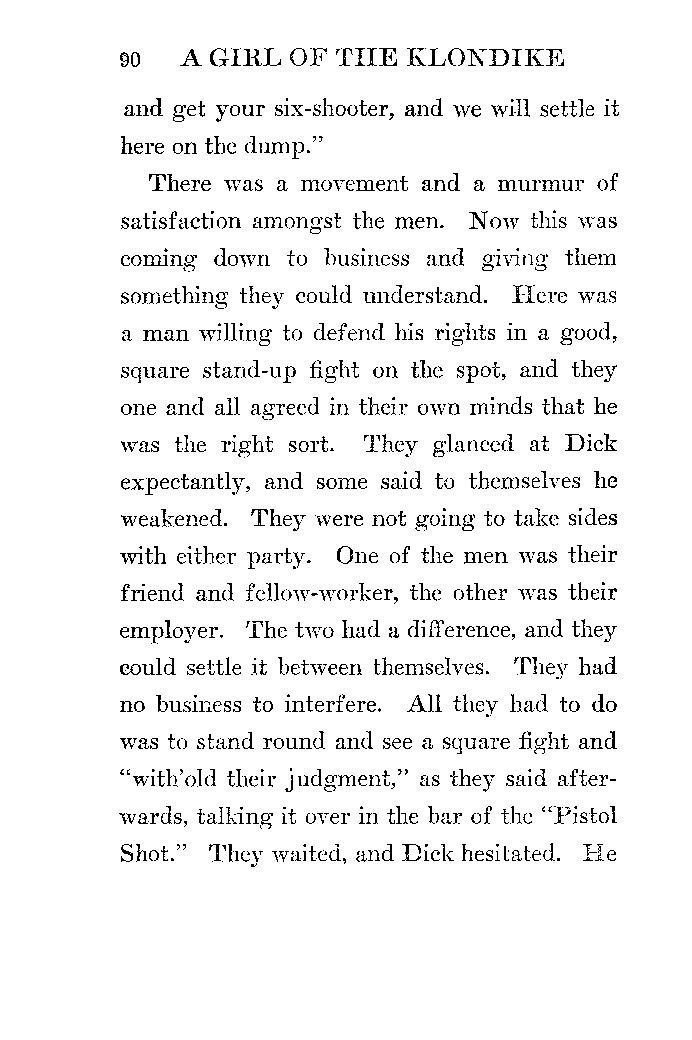 90 A GIRL OF THE KLONDIKE
and get your six-shooter, and we will settle it
here on the dump.”
There was a movement and a murmur of
satisfaction amongst the men. Now this was
coming down to business and giving them
something they could understand. Here was
a man willing to defend his rights in a good,
square stand-up fight on the spot, and they
one and all agreed in their own minds that he
was the right sort. They glanced at Dick
expectantly, and some said to themselves he
weakened. They were not going to take sides
with either party. One of the men was their
friend and fellow-worker, the other was their
employer. The two had a difference, and they
could settle it between themselves. They had
no business to interfere. All they had to do
was to stand round and see a square fight and
“with’old their judgment,” as they said after-
wards, talking it over in the bar of the “Pistol
Shot.” They waited, and Dick hesitated. He